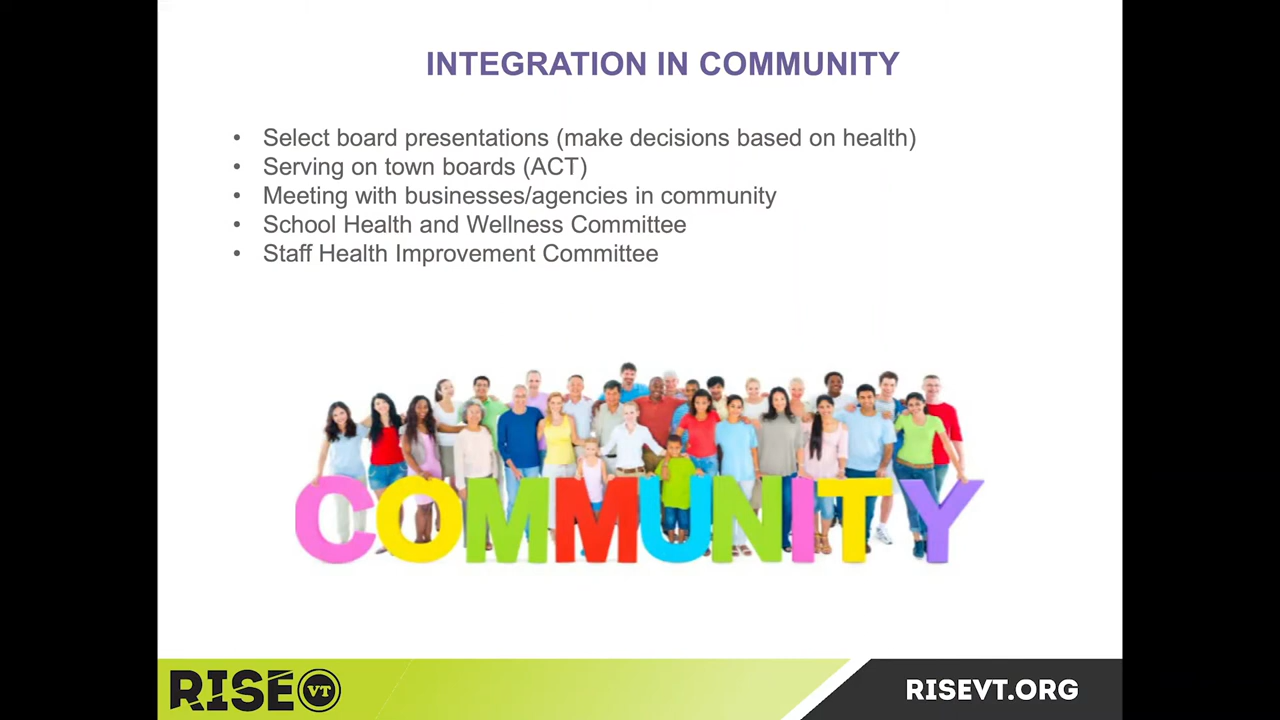 INTEGRATION IN COMMUNITY
• Select board presentations (make decisions based on health)
• Serving on town boards (ACT)
• Meeting with businesses/agencies in community
• School Health and Wellness Committee
• Staff Health Improvement Committee
COMMUNITY
RISE VT
RISEVT.ORG